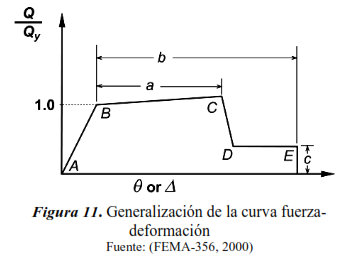 Q
Qy
b
a
1.0
B
C
A
D
E
c
θ or Δ
Figura 11. Generalización de la curva fuerza-
deformación
Fuente: (FEMA-356, 2000)